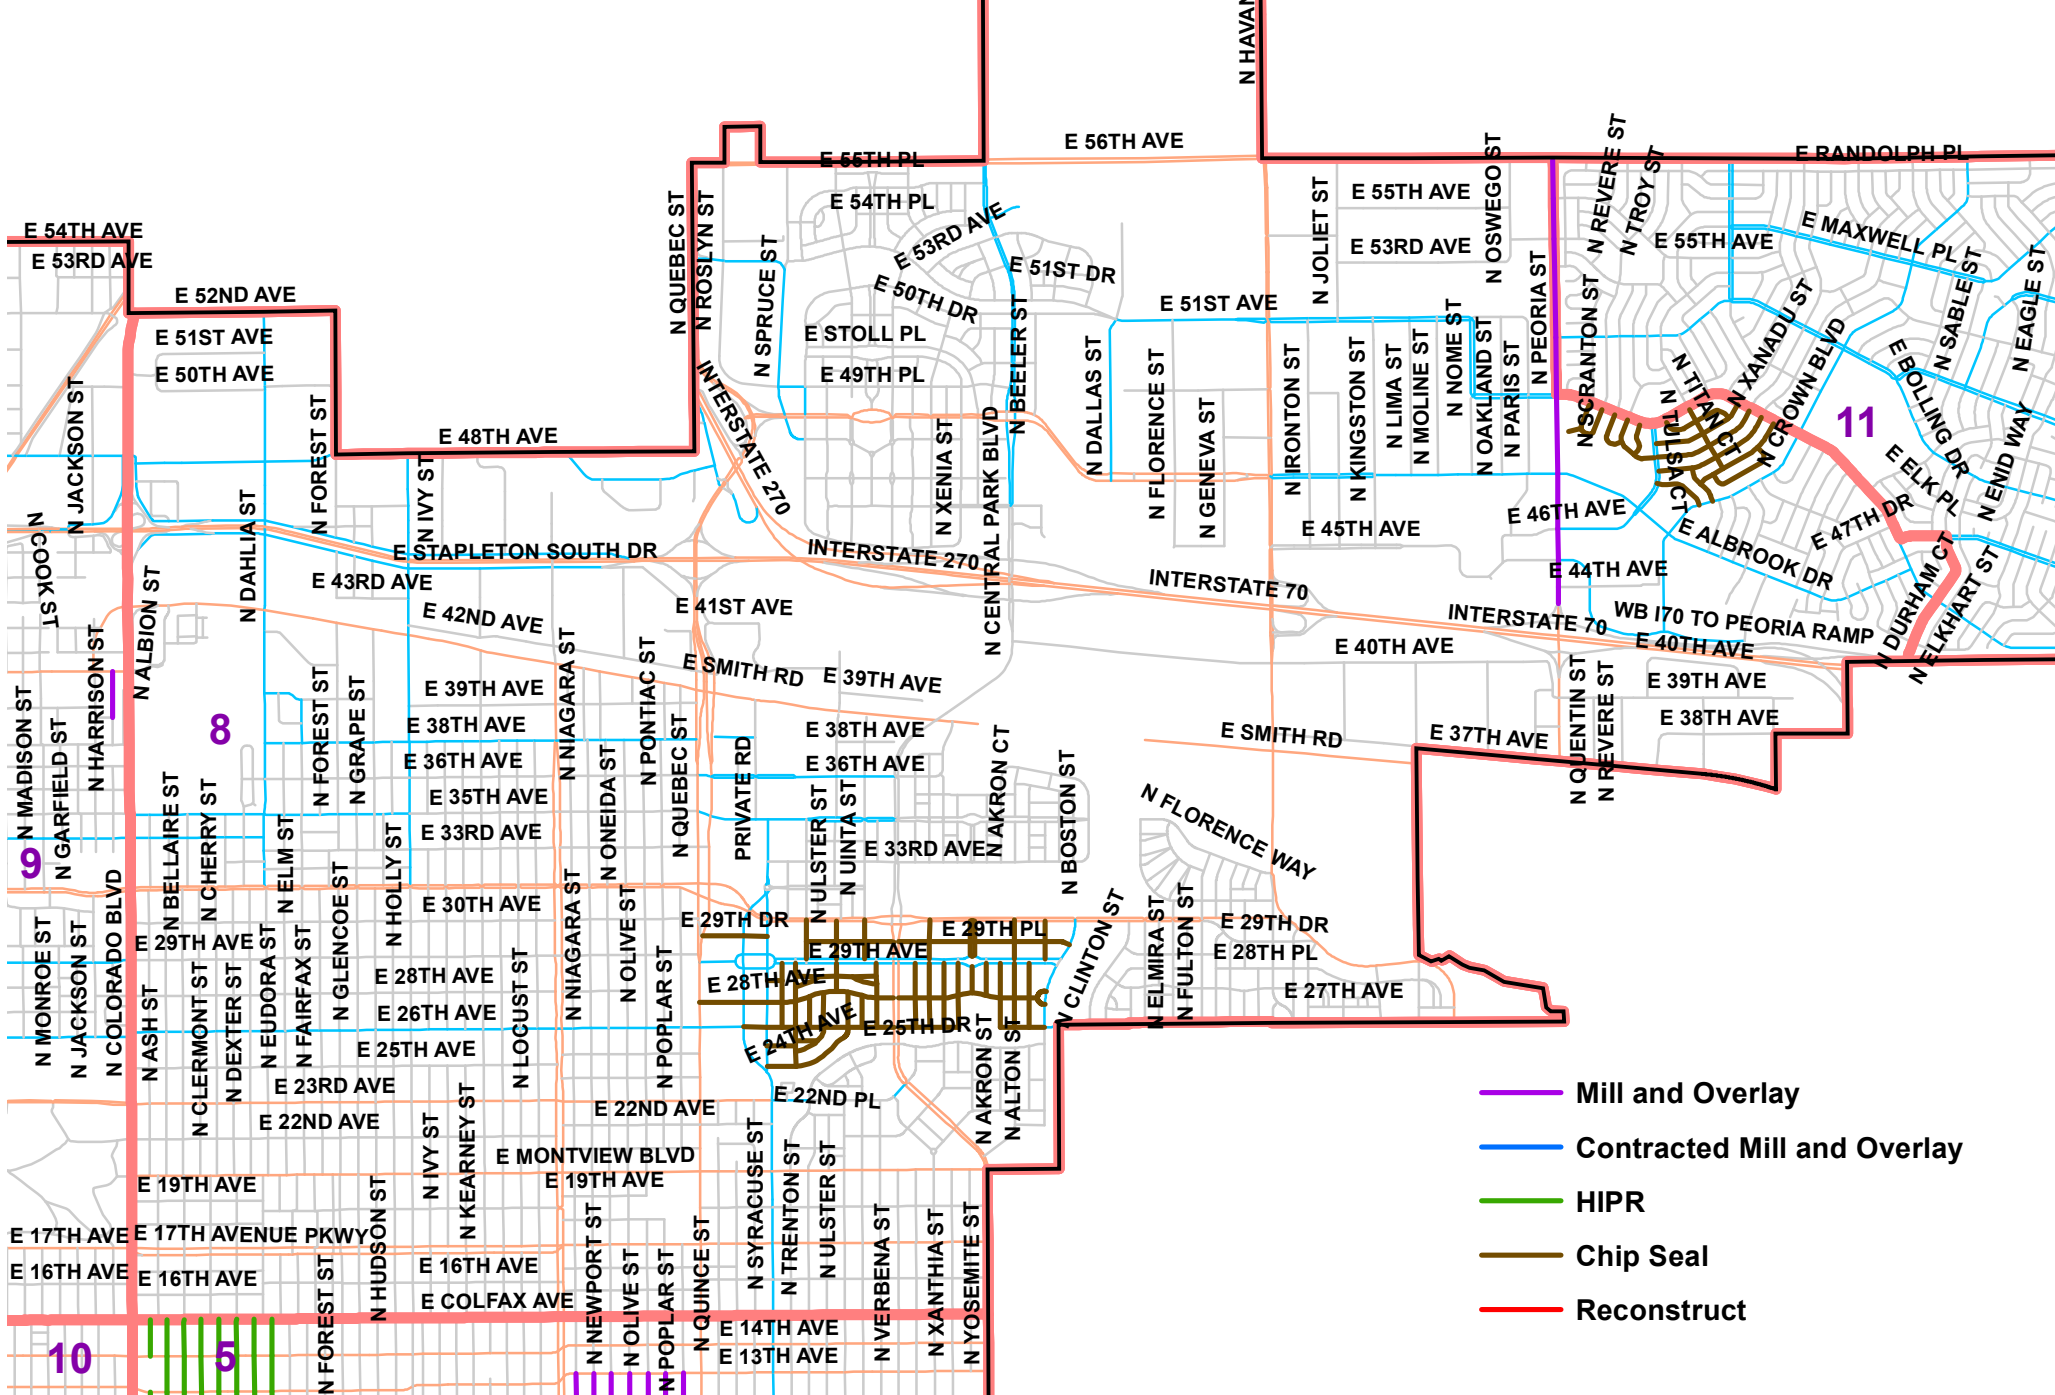 N HAVAN
E 56TH AVE
E 55TH PL
E RANDOLPH PL
N REVERE ST
N TROY ST
N OSWEGO ST
N QUEBEC ST
N ROSLYN ST
E 54TH PL
E 55TH AVE
N JOLIET ST
E 54TH AVE
E 53RD AVE
E 53RD AVE
E 53RD AVE
E 55TH AVE
E MAXWELL PL
N SPRUCE ST
E 51ST DR
E 50TH DR
E 52ND AVE
E 51ST AVE
N PEORIA ST
N SCRANTON ST
N XANADU ST
N SABLE ST
N EAGLE ST
E 51ST AVE
E STOLL PL
N BEELER ST
N DALLAS ST
N FLORENCE ST
N IRONTON ST
N KINGSTON ST
N LIMA ST
N MOLINE ST
N NOME ST
N OAKLAND ST
N PARIS ST
N TITAN CT
N CROWN BLVD
E BOLLING DR
E 50TH AVE
E 49TH PL
INTERSTATE 270
N JACKSON ST
N FOREST ST
E 48TH AVE
N IVY ST
N XENIA ST
N CENTRAL PARK BLVD
N GENEVA ST
N TULSA CT
11
N ENID WAY
E ELK PL
N COOK ST
N DAHLIA ST
E STAPLETON SOUTH DR
INTERSTATE 270
E 45TH AVE
E 46TH AVE
E 47TH DR
E ALBROOK DR
N DURHAM CT
N ELKHART ST
E 43RD AVE
E 44TH AVE
INTERSTATE 70
INTERSTATE 70
WB I70 TO PEORIA RAMP
E 42ND AVE
E 41ST AVE
N ALBION ST
E 40TH AVE
E 40TH AVE
N HARRISON ST
N NIAGARA ST
N PONTIAC ST
E SMITH RD
E 39TH AVE
E 39TH AVE
E 39TH AVE
N MADISON ST
N GARFIELD ST
8
N FOREST ST
N GRAPE ST
E 38TH AVE
E 38TH AVE
E 38TH AVE
N QUENTIN ST
N REVERE ST
E SMITH RD
E 37TH AVE
N QUEBEC ST
PRIVATE RD
E 36TH AVE
E 36TH AVE
N ONEIDA ST
N AKRON CT
N BOSTON ST
E 35TH AVE
N BELLAIRE ST
N CHERRY ST
N ULSTER ST
N UINTA ST
N FLORENCE WAY
E 33RD AVE
E 33RD AVE
9
N ELM ST
N HOLLY ST
N GLENCOE ST
E 30TH AVE
N OLIVE ST
N NIAGARA ST
E 29TH DR
E 29TH PL
E 29TH DR
N COLORADO BLVD
N MONROE ST
N JACKSON ST
E 29TH AVE
N EUDORA ST
N FAIRFAX ST
E 29TH AVE
E 28TH PL
N CLINTON ST
N ELMIRA ST
N FULTON ST
E 28TH AVE
E 28TH AVE
N LOCUST ST
N POPLAR ST
E 27TH AVE
N ASH ST
N CLERMONT ST
N DEXTER ST
E 26TH AVE
E 25TH DR
E 24TH AVE
E 25TH AVE
N AKRON ST
N ALTON ST
E 23RD AVE
E 22ND PL
E 22ND AVE
E 22ND AVE
N IVY ST
N KEARNEY ST
E MONTVIEW BLVD
N SYRACUSE ST
N TRENTON ST
N ULSTER ST
E 19TH AVE
E 19TH AVE
N HUDSON ST
N NEWPORT ST
N OLIVE ST
N POPLAR ST
N QUINCE ST
N VERBENA ST
N XANTHIA ST
N YOSEMITE ST
E 17TH AVE
E 17TH AVENUE PKWY
E 16TH AVE
E 16TH AVE
E 16TH AVE
N FOREST ST
E COLFAX AVE
E 14TH AVE
E 13TH AVE
10
5
Mill and Overlay
Contracted Mill and Overlay
HIPR
Chip Seal
Reconstruct